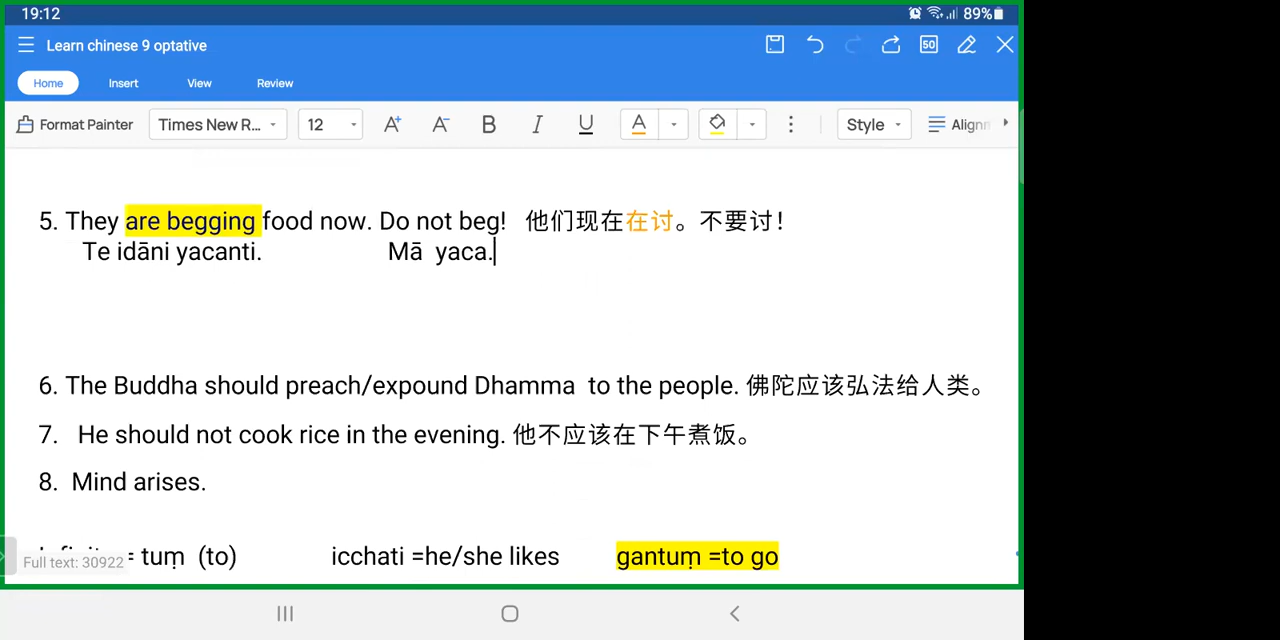 19:12 89%
Learn chinese 9 optative 50
Home Insert View Review
Format Painter Times New R... 12 A+ A- B I U A Style Alignn
5. They are begging food now. Do not beg! 他们现在在讨。不要讨！
Te idāni yacanti. Mā yaca.
6. The Buddha should preach/expound Dhamma to the people. 佛陀应该弘法给人类。
7. He should not cook rice in the evening. 他不应该在下午煮饭。
8. Mind arises.
= tuṃ (to) icchati =he/she likes gantuṃ =to go
Full text: 30922